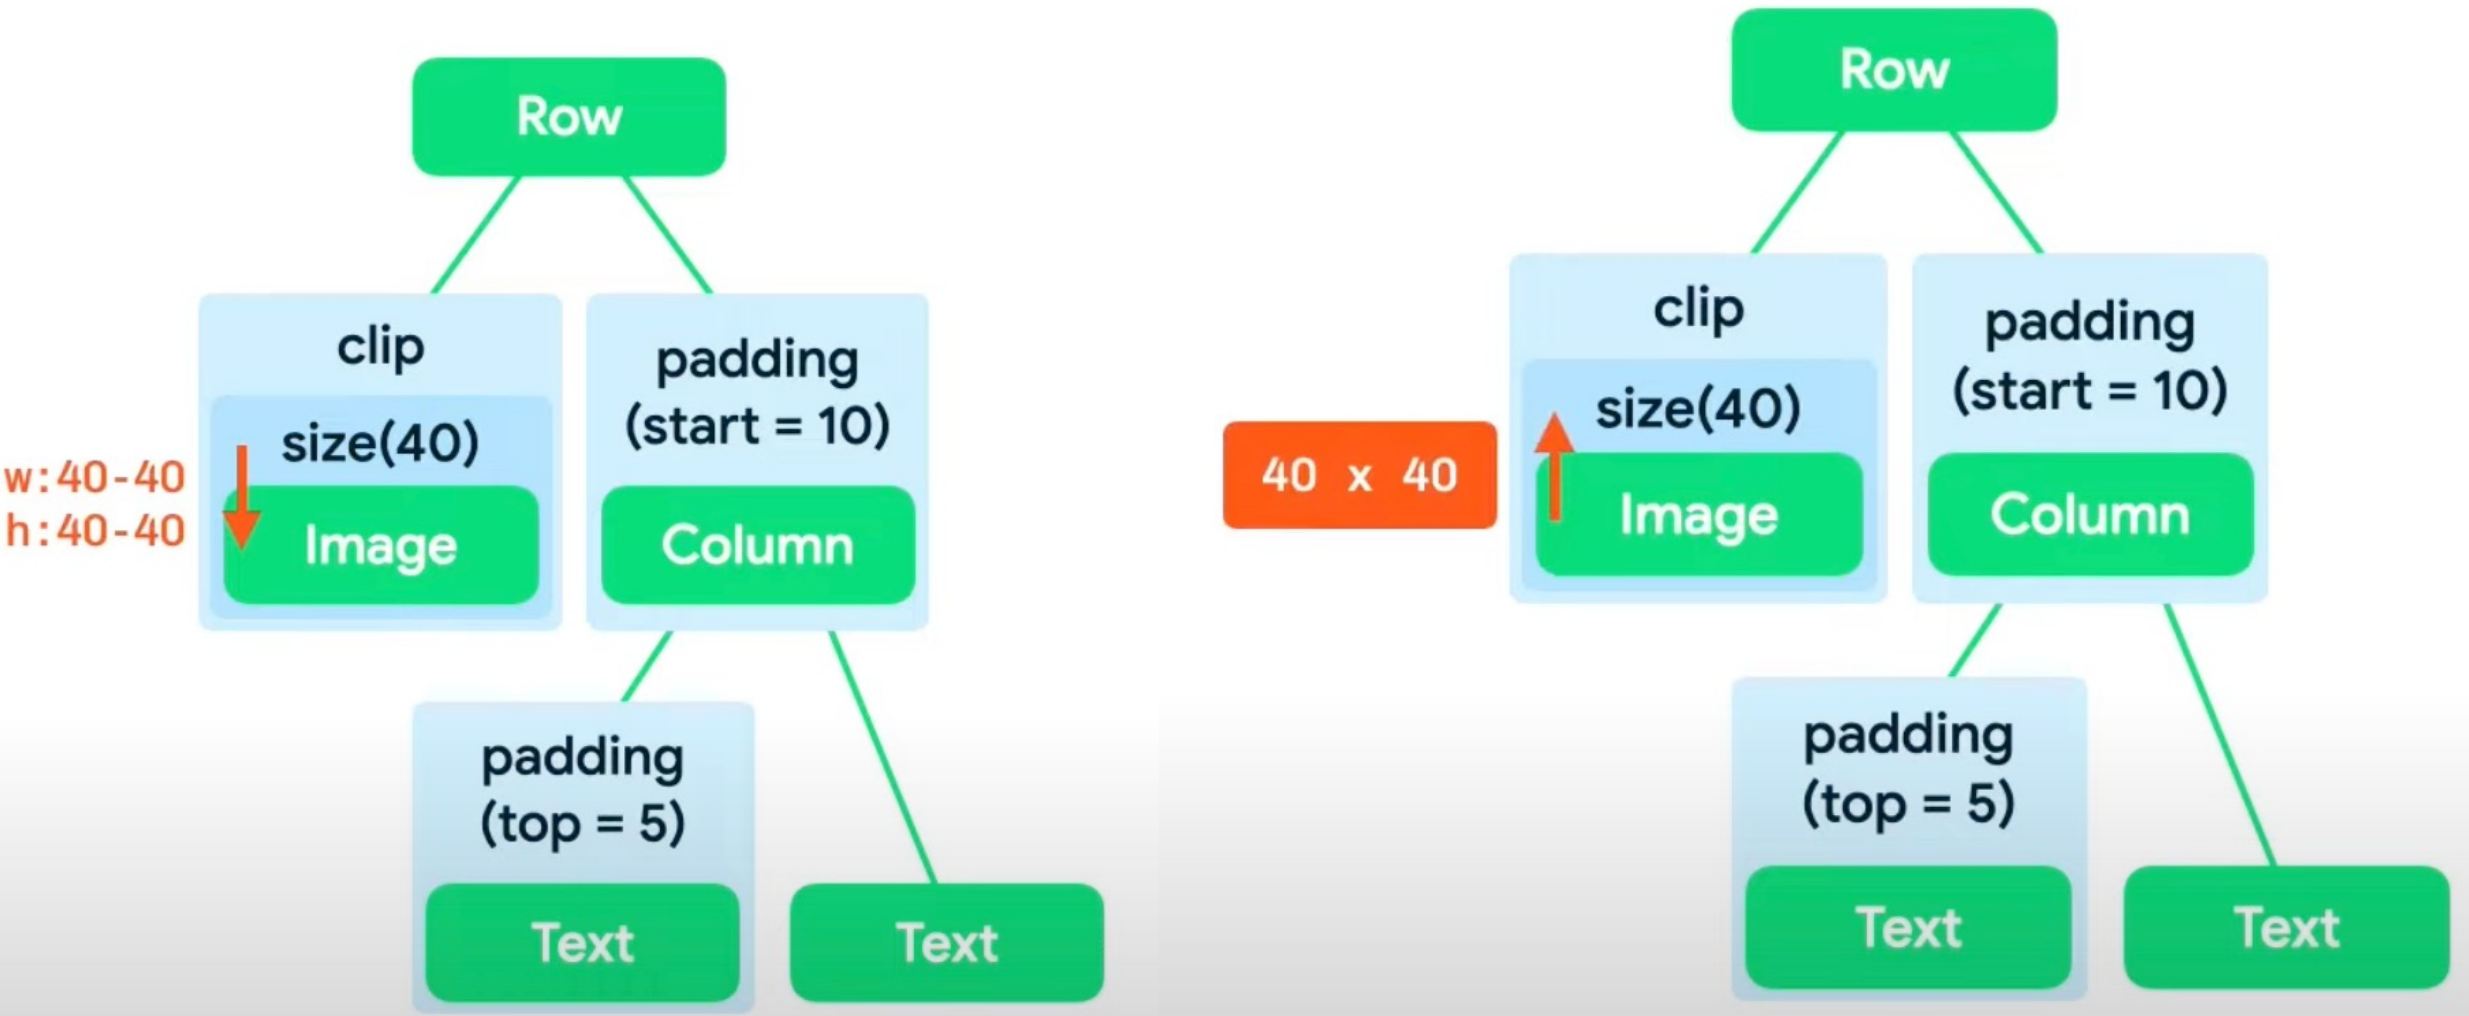 Row
clip
size(40)
w:40-40
h:40-40
Image
padding
(start = 10)
Column
padding
(top = 5)
Text
Text
Row
clip
size(40)
40 x 40
Image
padding
(start = 10)
Column
padding
(top = 5)
Text
Text